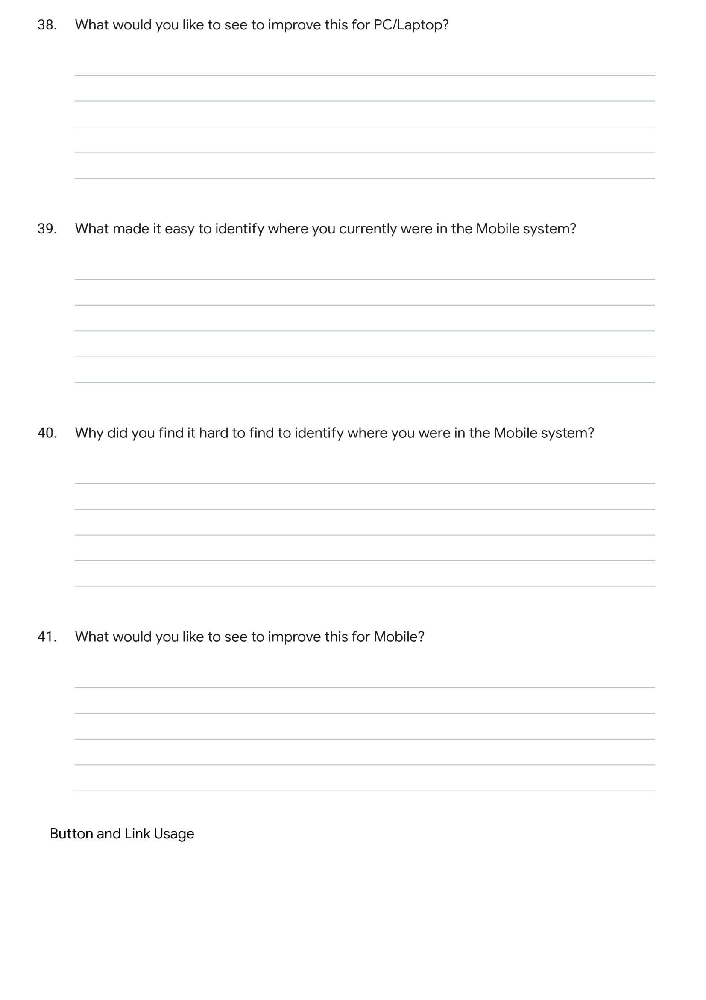 38. What would you like to see to improve this for PC/Laptop?
39. What made it easy to identify where you currently were in the Mobile system?
40. Why did you find it hard to find to identify where you were in the Mobile system?
41. What would you like to see to improve this for Mobile?
Button and Link Usage